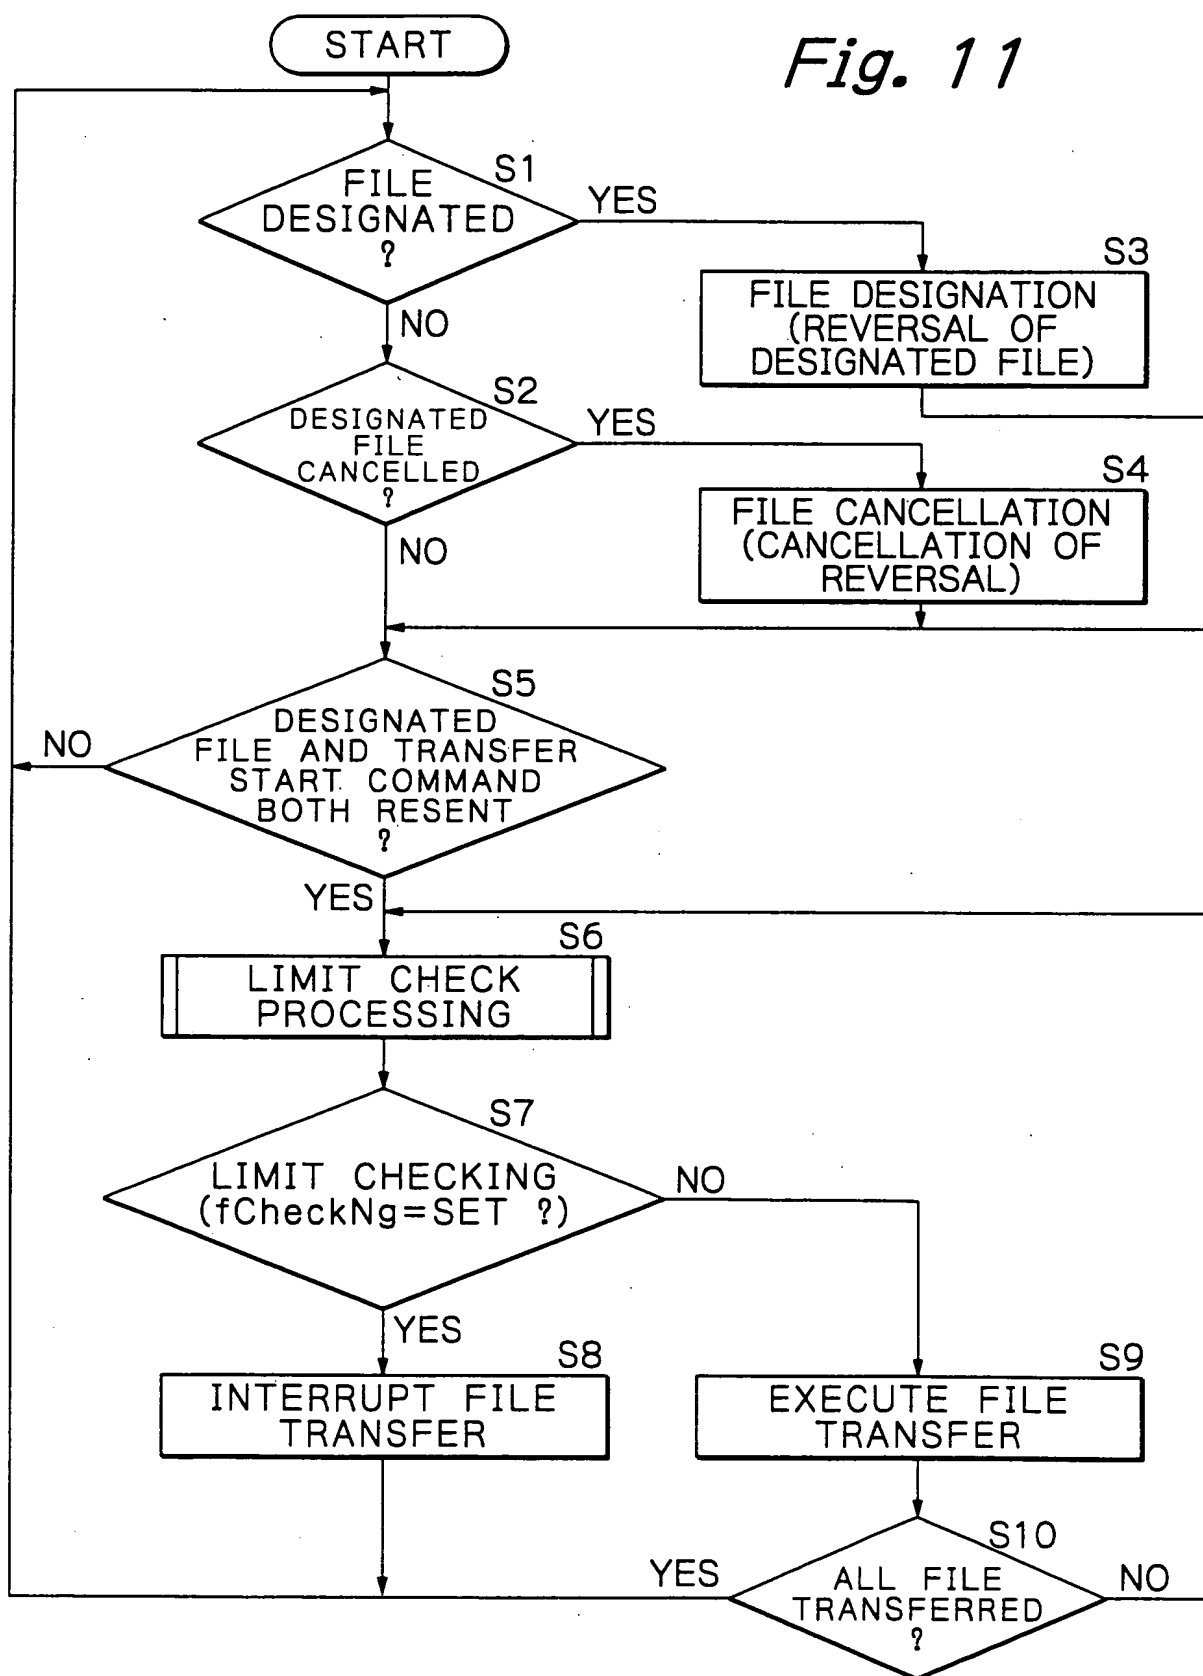 START
Fig. 11
S1
FILE
DESIGNATED
?
YES
S3
FILE DESIGNATION
(REVERSAL OF
DESIGNATED FILE)
NO
S2
DESIGNATED
FILE
CANCELLED
?
YES
S4
FILE CANCELLATION
(CANCELLATION OF
REVERSAL)
NO
S5
DESIGNATED
FILE AND TRANSFER
START COMMAND
BOTH RESENT
?
NO
YES
S6
LIMIT CHECK
PROCESSING
S7
LIMIT CHECKING
(fCheckNg=SET ?)
NO
YES
S8
INTERRUPT FILE
TRANSFER
S9
EXECUTE FILE
TRANSFER
S10
ALL FILE
TRANSFERRED
?
YES
NO